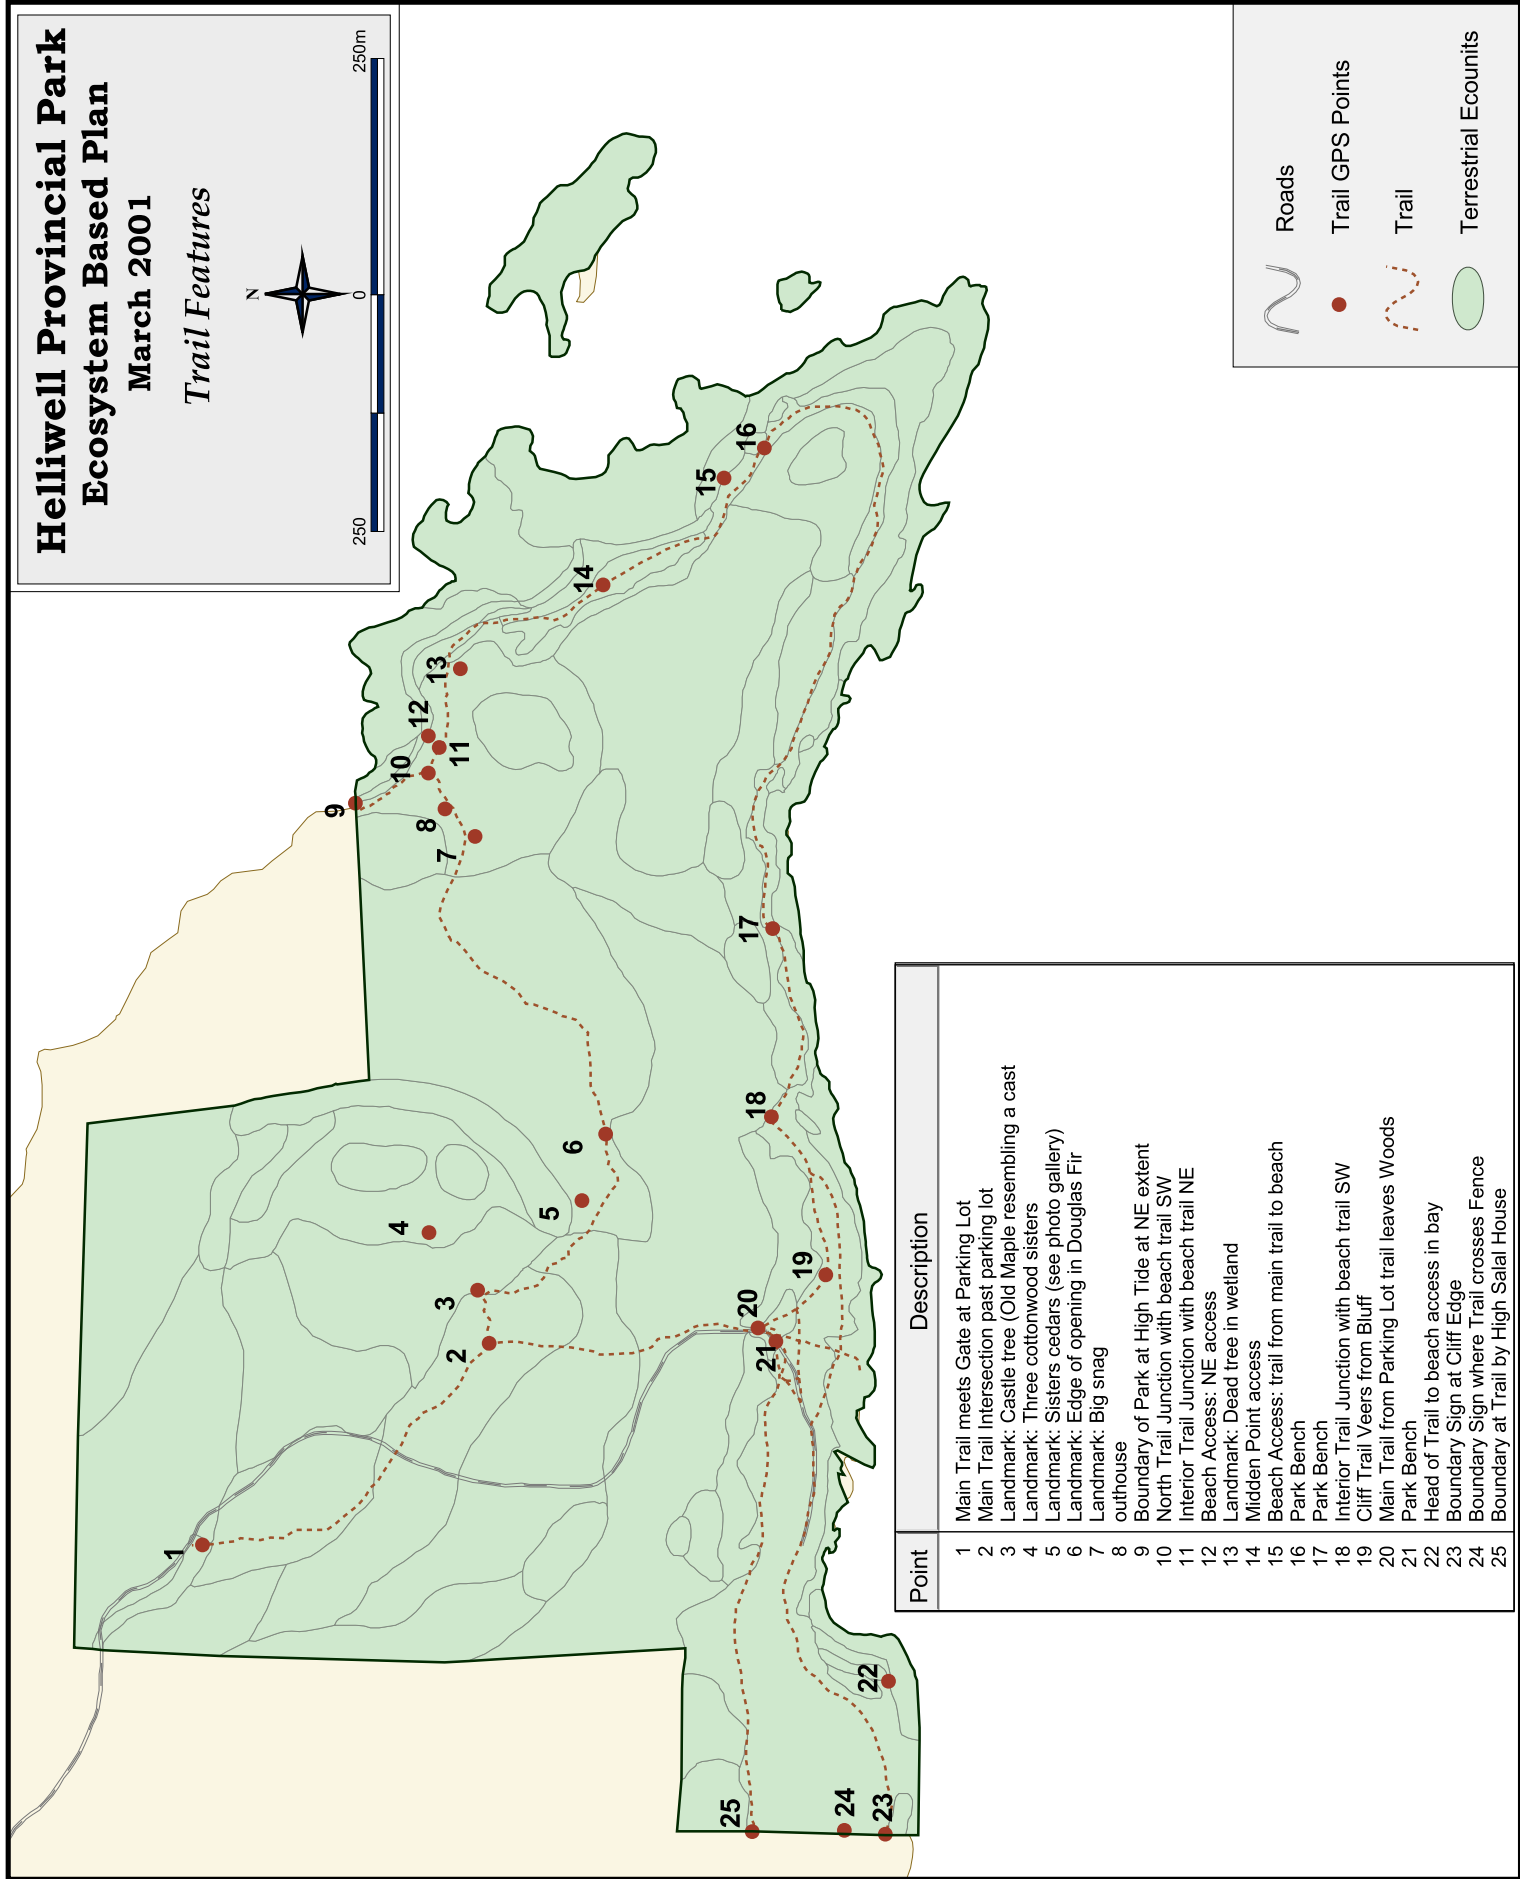 Helliwell Provincial Park
Ecosystem Based Plan
March 2001
Trail Features
N
250 0 250m
Roads
Trail GPS Points
Trail
Terrestrial Ecounits
1
2
3
4
5
6
7
8
9
10
11
12
13
14
15
16
17
18
19
20
21
22
23
24
25
Point Description
1 Main Trail meets Gate at Parking Lot
2 Main Trail Intersection past parking lot
3 Landmark: Castle tree (Old Maple resembling a cast
4 Landmark: Three cottonwood sisters
5 Landmark: Sisters cedars (see photo gallery)
6 Landmark: Edge of opening in Douglas Fir
7 Landmark: Big snag
8 outhouse
9 Boundary of Park at High Tide at NE extent
10 North Trail Junction with beach trail SW
11 Interior Trail Junction with beach trail NE
12 Beach Access: NE access
13 Landmark: Dead tree in wetland
14 Midden Point access
15 Beach Access: trail from main trail to beach
16 Park Bench
17 Park Bench
18 Interior Trail Junction with beach trail SW
19 Cliff Trail Veers from Bluff
20 Main Trail from Parking Lot trail leaves Woods
21 Park Bench
22 Head of Trail to beach access in bay
23 Boundary Sign at Cliff Edge
24 Boundary Sign where Trail crosses Fence
25 Boundary at Trail by High Salal House